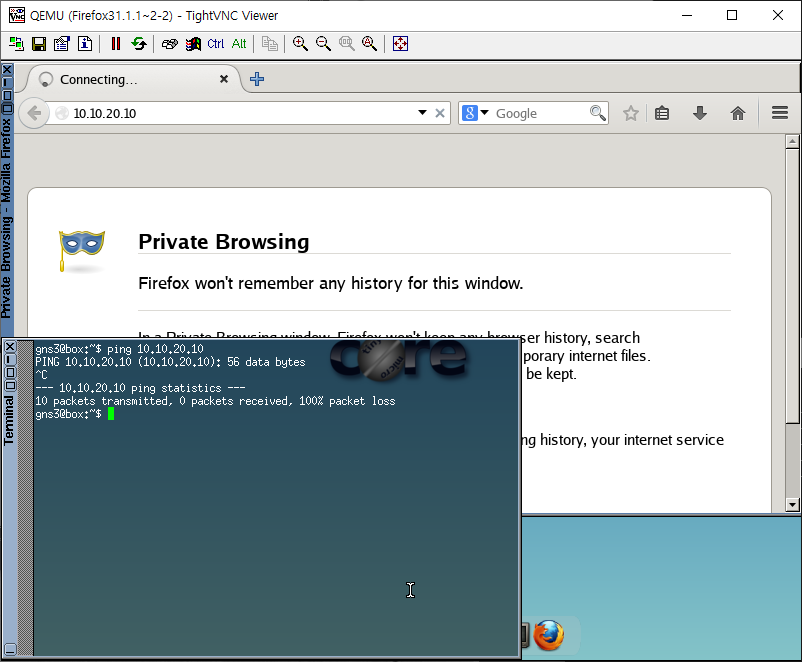 QEMU (Firefox31.1.1~2-2) - TightVNC Viewer
Ctrl Alt
Private Browsing - Mozilla Firefox
Connecting…
10.10.20.10
Google
Private Browsing
Firefox won't remember any history for this window.
In a Private Browsing window, Firefox won't keep any browser history, search
porary internet files.
be kept.
ng history, your internet service
Terminal
core
tiny
micro
gns3@box:~$ ping 10.10.20.10
PING 10.10.20.10 (10.10.20.10): 56 data bytes
^C
--- 10.10.20.10 ping statistics ---
10 packets transmitted, 0 packets received, 100% packet loss
gns3@box:~$